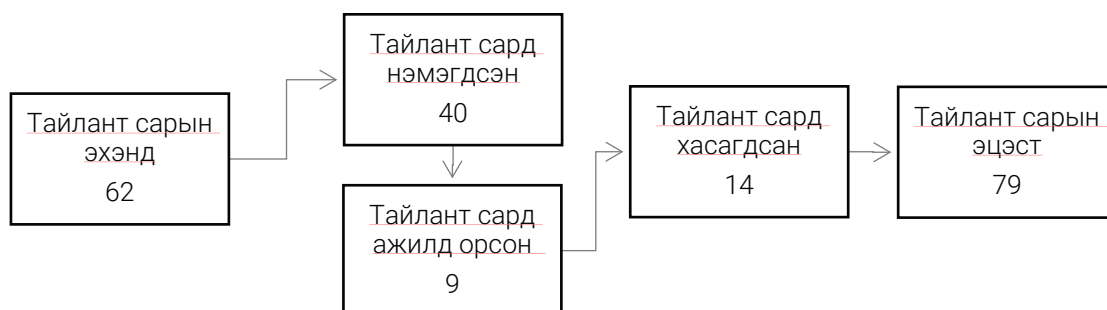 Тайлант сарын
эхэнд
62
Тайлант сард
нэмэгдсэн
40
Тайлант сард
ажилд орсон
9
Тайлант сард
хасагдсан
14
Тайлант сарын
эцэст
79